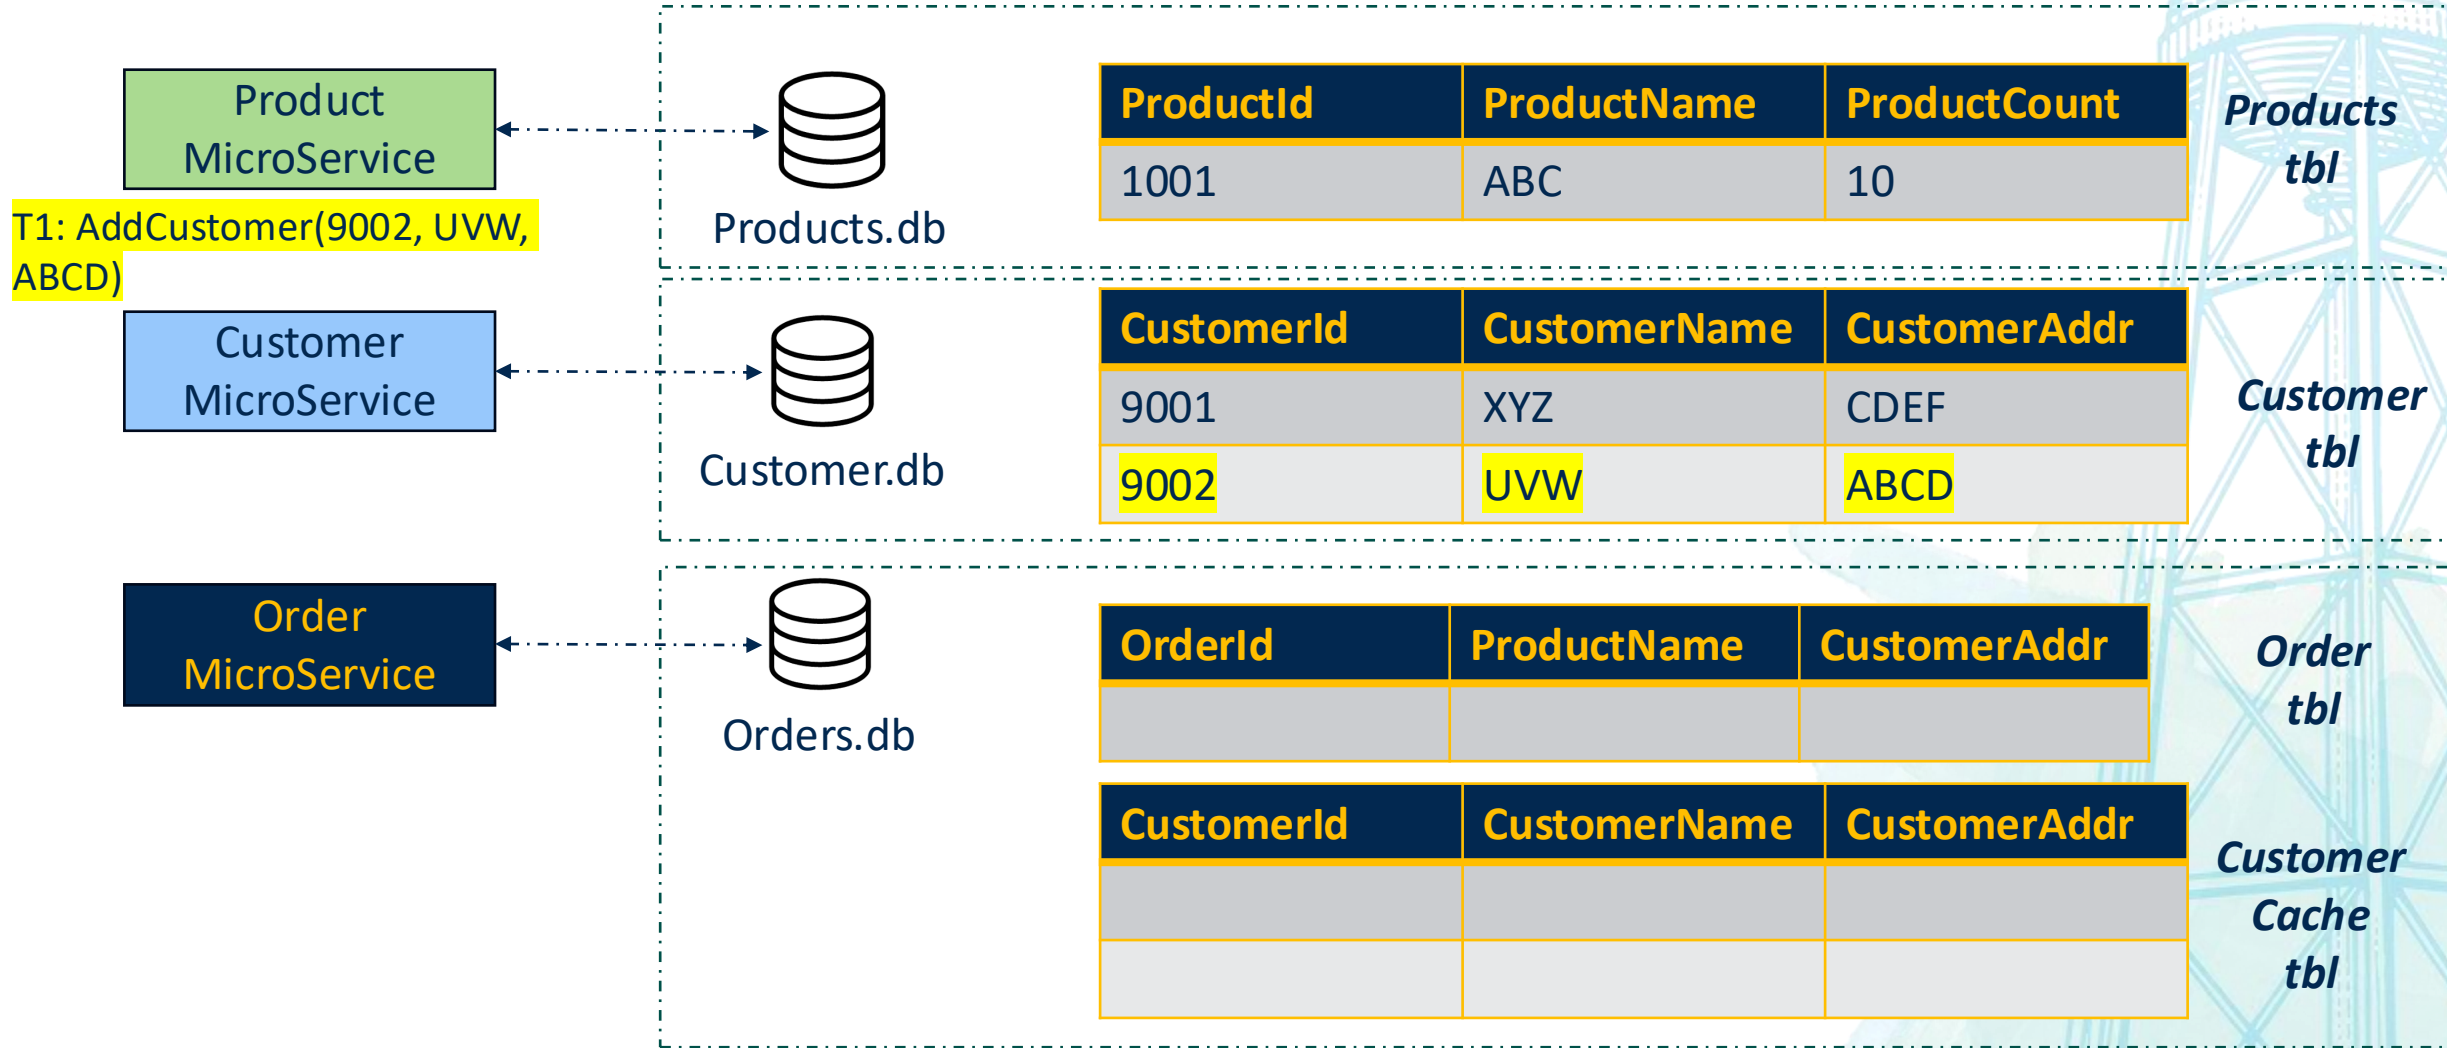 Product
MicroService
T1: AddCustomer(9002, UVW,
ABCD)
Products.db
ProductId ProductName ProductCount
1001 ABC 10
Products
tbl
Customer
MicroService
Customer.db
CustomerId CustomerName CustomerAddr
9001 XYZ CDEF
9002 UVW ABCD
Customer
tbl
Order
MicroService
Orders.db
OrderId ProductName CustomerAddr
Order
tbl
CustomerId CustomerName CustomerAddr
Customer
Cache
tbl